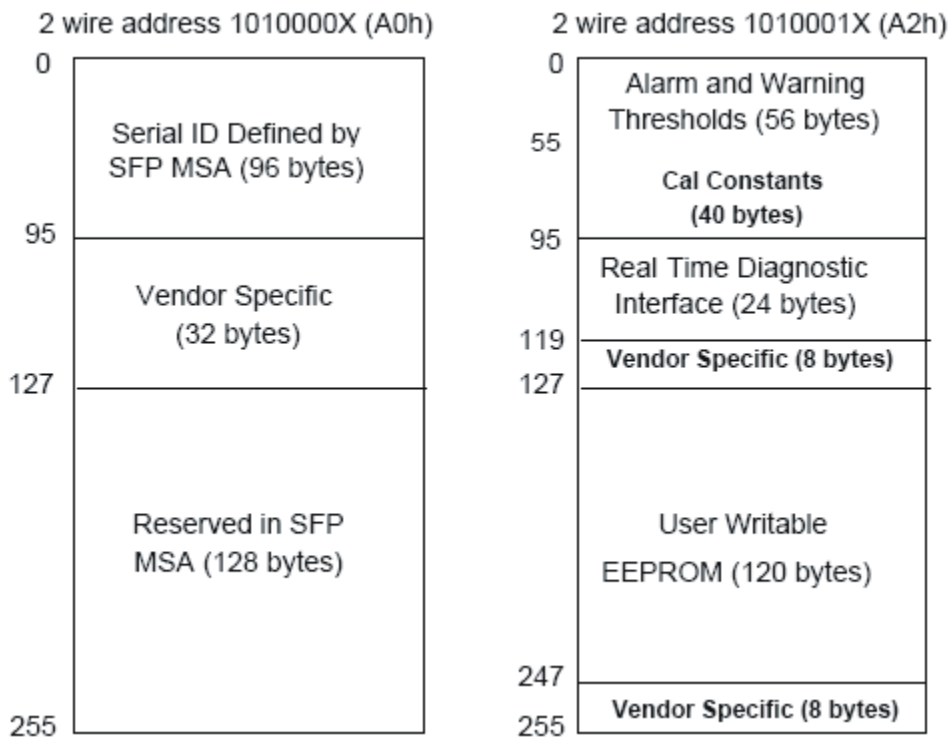 2 wire address 1010000X (A0h)
0
Serial ID Defined by
SFP MSA (96 bytes)
95
Vendor Specific
(32 bytes)
127
Reserved in SFP
MSA (128 bytes)
255
2 wire address 1010001X (A2h)
0
Alarm and Warning
Thresholds (56 bytes)
55
Cal Constants
(40 bytes)
95
Real Time Diagnostic
Interface (24 bytes)
119
Vendor Specific (8 bytes)
127
User Writable
EEPROM (120 bytes)
247
Vendor Specific (8 bytes)
255